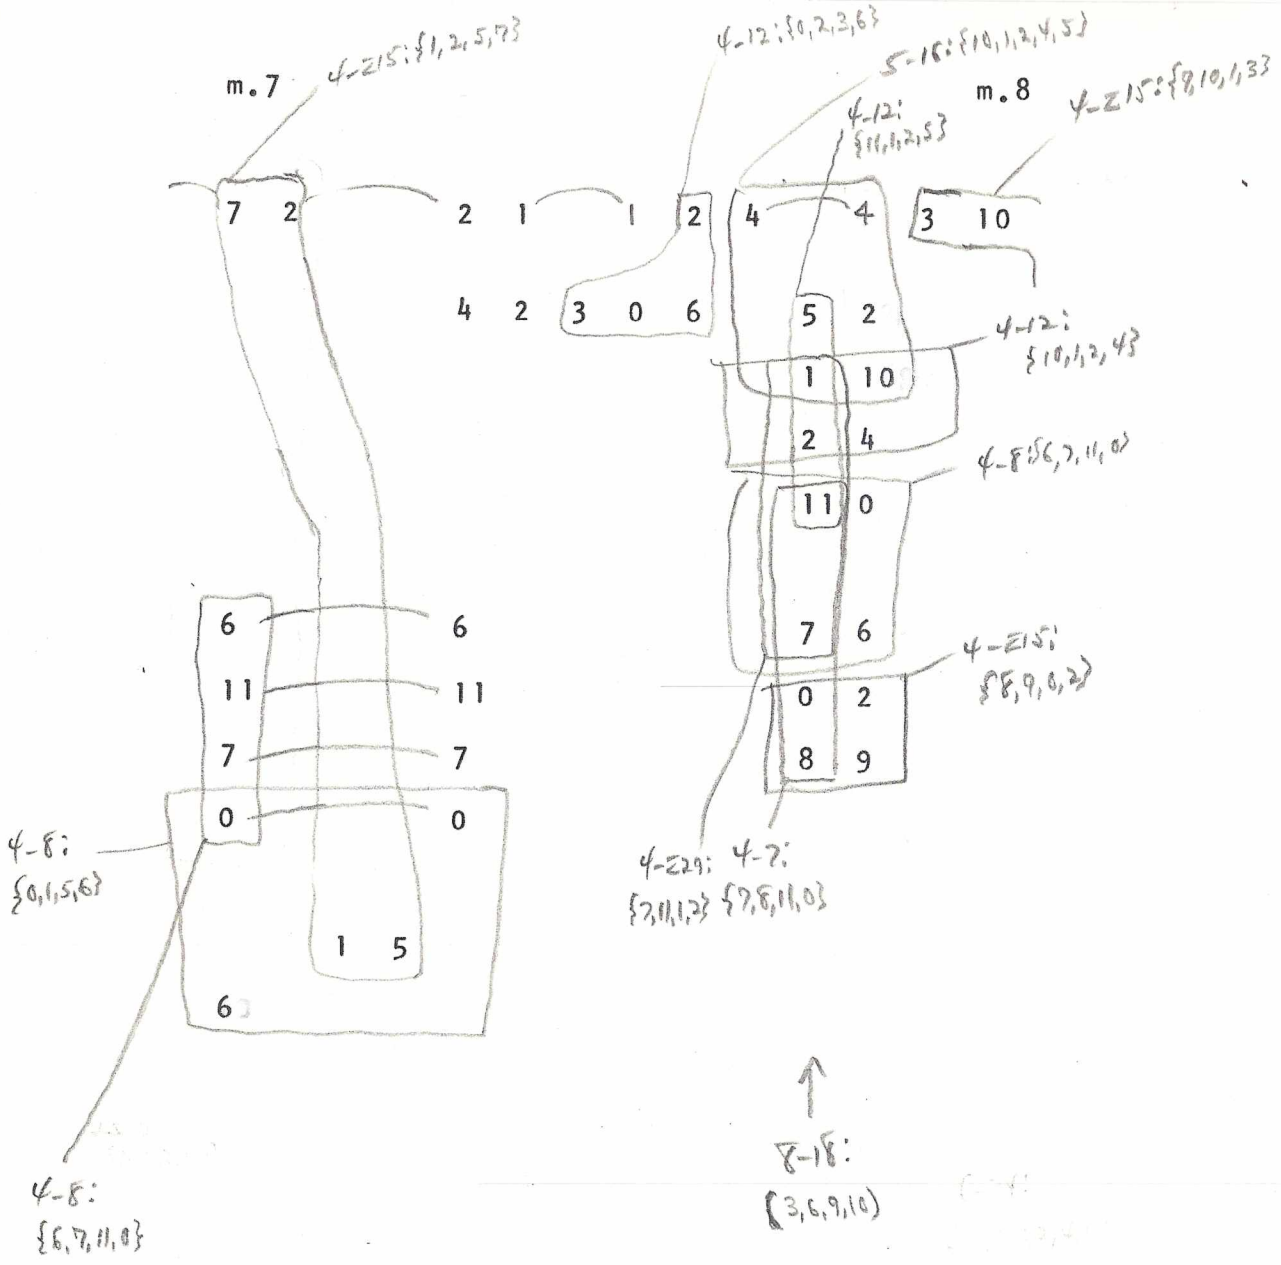 4-Z15:{1,2,5,7}
4-12:{0,2,3,6}
5-16:{10,1,2,4,5}
m.7
m.8
4-Z15:{9,10,1,3}
4-12:
{11,1,2,5}
7 2 2 1 1 2 4 4 3 10
4 2 3 0 6 5 2
4-12:
{10,1,2,4}
1 10
2 4
4-8:{6,7,11,0}
11 0
6 6 7 6
4-Z15:
{8,9,0,2}
11 11 0 2
7 7 8 9
0 0
4-8:
{0,1,5,6}
4-Z29:
{7,11,1,2}
4-7:
{7,8,11,0}
1 5
6
8-18:
(3,6,9,10)
4-8:
{6,7,11,0}